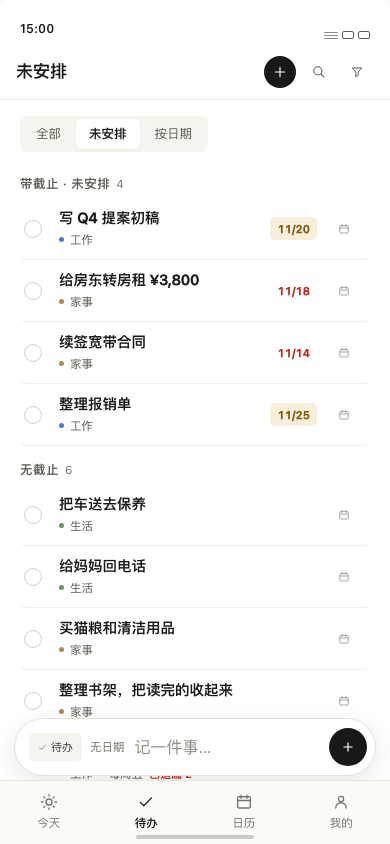 15:00
未安排
全部 未安排 按日期
带截止 · 未安排 4
写 Q4 提案初稿
11/20
工作
给房东转房租 ¥3,800
11/18
家事
续签宽带合同
11/14
家事
整理报销单
11/25
工作
无截止 6
把车送去保养
生活
给妈妈回电话
生活
买猫粮和清洁用品
家事
整理书架，把读完的收起来
家事
待办 无日期 记一件事...
今天 待办 日历 我的